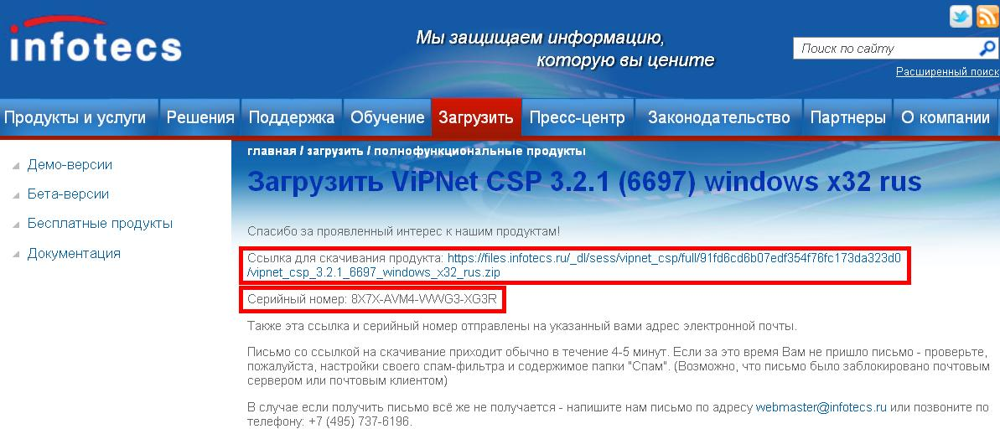 infotecs
Мы защищаем информацию,
которую вы цените
Поиск по сайту
Расширенный поиск
Продукты и услуги Решения Поддержка Обучение Загрузить Пресс-центр Законодательство Партнеры О компании
Демо-версии
Бета-версии
Бесплатные продукты
Документация
главная / загрузить / полнофункциональные продукты
Загрузить ViPNet CSP 3.2.1 (6697) windows x32 rus
Спасибо за проявленный интерес к нашим продуктам!
Ссылка для скачивания продукта: https://files.infotecs.ru/_dl/sess/vipnet_csp/full/91fd6cd6b07edf354f76fc173da323d0
/vipnet_csp_3.2.1_6697_windows_x32_rus.zip
Серийный номер: 8X7X-AVM4-WWG3-XG3R
Также эта ссылка и серийный номер отправлены на указанный вами адрес электронной почты.
Письмо со ссылкой на скачивание приходит обычно в течение 4-5 минут. Если за это время Вам не пришло письмо - проверьте,
пожалуйста, настройки своего спам-фильтра и содержимое папки "Спам". (Возможно, что письмо было заблокировано почтовым
сервером или почтовым клиентом)
В случае если получить письмо всё же не получается - напишите нам письмо по адресу webmaster@infotecs.ru или позвоните по
телефону: +7 (495) 737-6196.